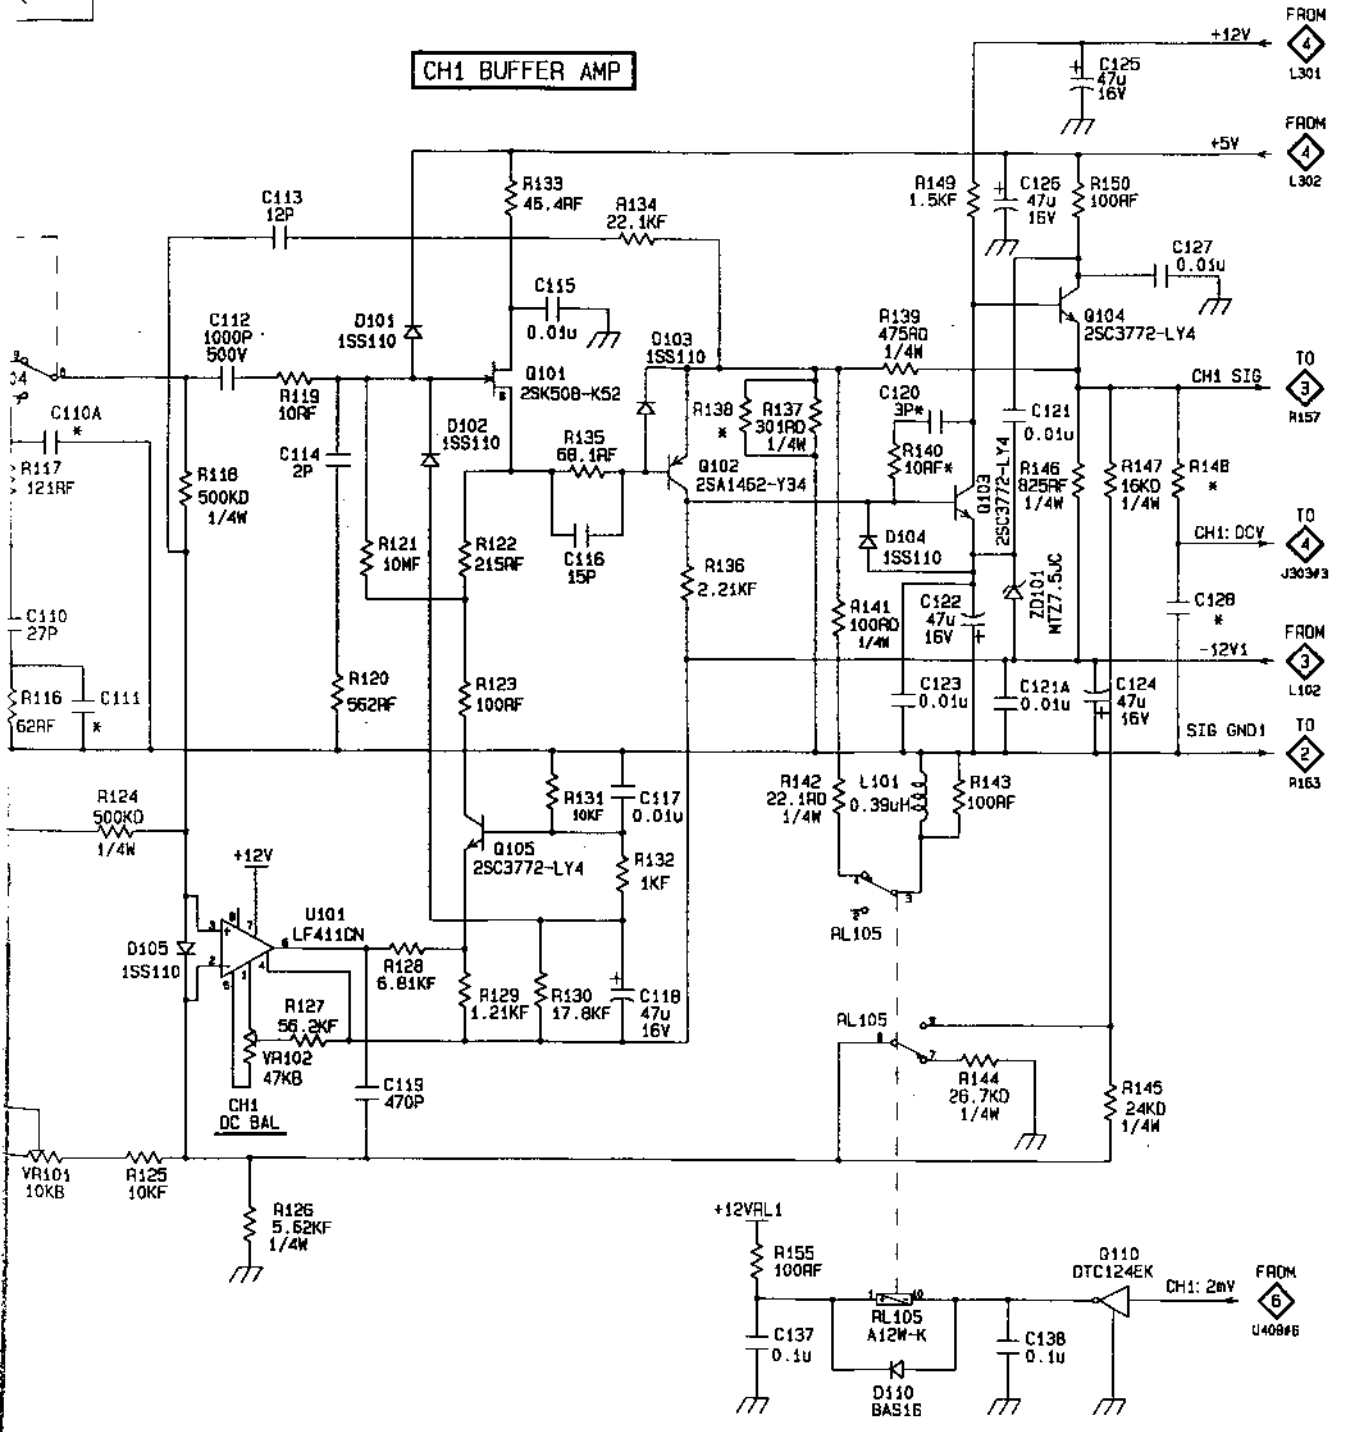 CH1 BUFFER AMP
FROM
4
L301
+12V
C125
47u
16V
FROM
4
L302
+5V
R133
46.4RF
R134
22.1KF
C113
12P
R149
1.5KF
C126
47u
16V
R150
100RF
C127
0.01u
C115
0.01u
C112
1000P
500V
D101
1SS110
D103
1SS110
R139
475RD
1/4W
Q104
2SC3772-LY4
TO
3
R157
CH1 SIG
Q101
2SK508-K52
R119
10RF
C110A
*
C120
3P*
C121
0.01u
R138
*
R137
301RD
1/4W
D102
1SS110
C114
2P
R135
68.1RF
R140
10RF*
Q102
2SA1462-Y34
Q103
2SC3772-LY4
R117
121RF
R118
500KD
1/4W
R146
825RF
1/4W
R147
16KD
1/4W
R148
*
D104
1SS110
TO
4
J303#3
CH1: DCV
R121
10MF
R122
215RF
C116
15P
R136
2.21KF
ZD101
MTZ7.5JC
C110
27P
R141
100RD
1/4W
C122
47u
16V
C128
*
FROM
3
L102
-12V1
R116
62RF
C111
*
R120
562RF
R123
100RF
C123
0.01u
C121A
0.01u
C124
47u
16V
TO
2
R163
SIG GND1
R124
500KD
1/4W
R131
10KF
C117
0.01u
R142
22.1RD
1/4W
L101
0.39uH
R143
100RF
+12V
Q105
2SC3772-LY4
R132
1KF
U101
LF411CN
RL105
D105
1SS110
R128
6.81KF
R127
56.2KF
R129
1.21KF
R130
17.8KF
C118
47u
16V
RL105
VR102
47KB
CH1
DC BAL
C119
470P
R144
26.7KD
1/4W
R145
24KD
1/4W
VR101
10KB
R125
10KF
R126
5.62KF
1/4W
+12VRL1
R155
100RF
Q110
DTC124EK
CH1: 2mV
FROM
6
U409#6
RL105
A12W-K
C137
0.1u
C138
0.1u
D110
BAS16